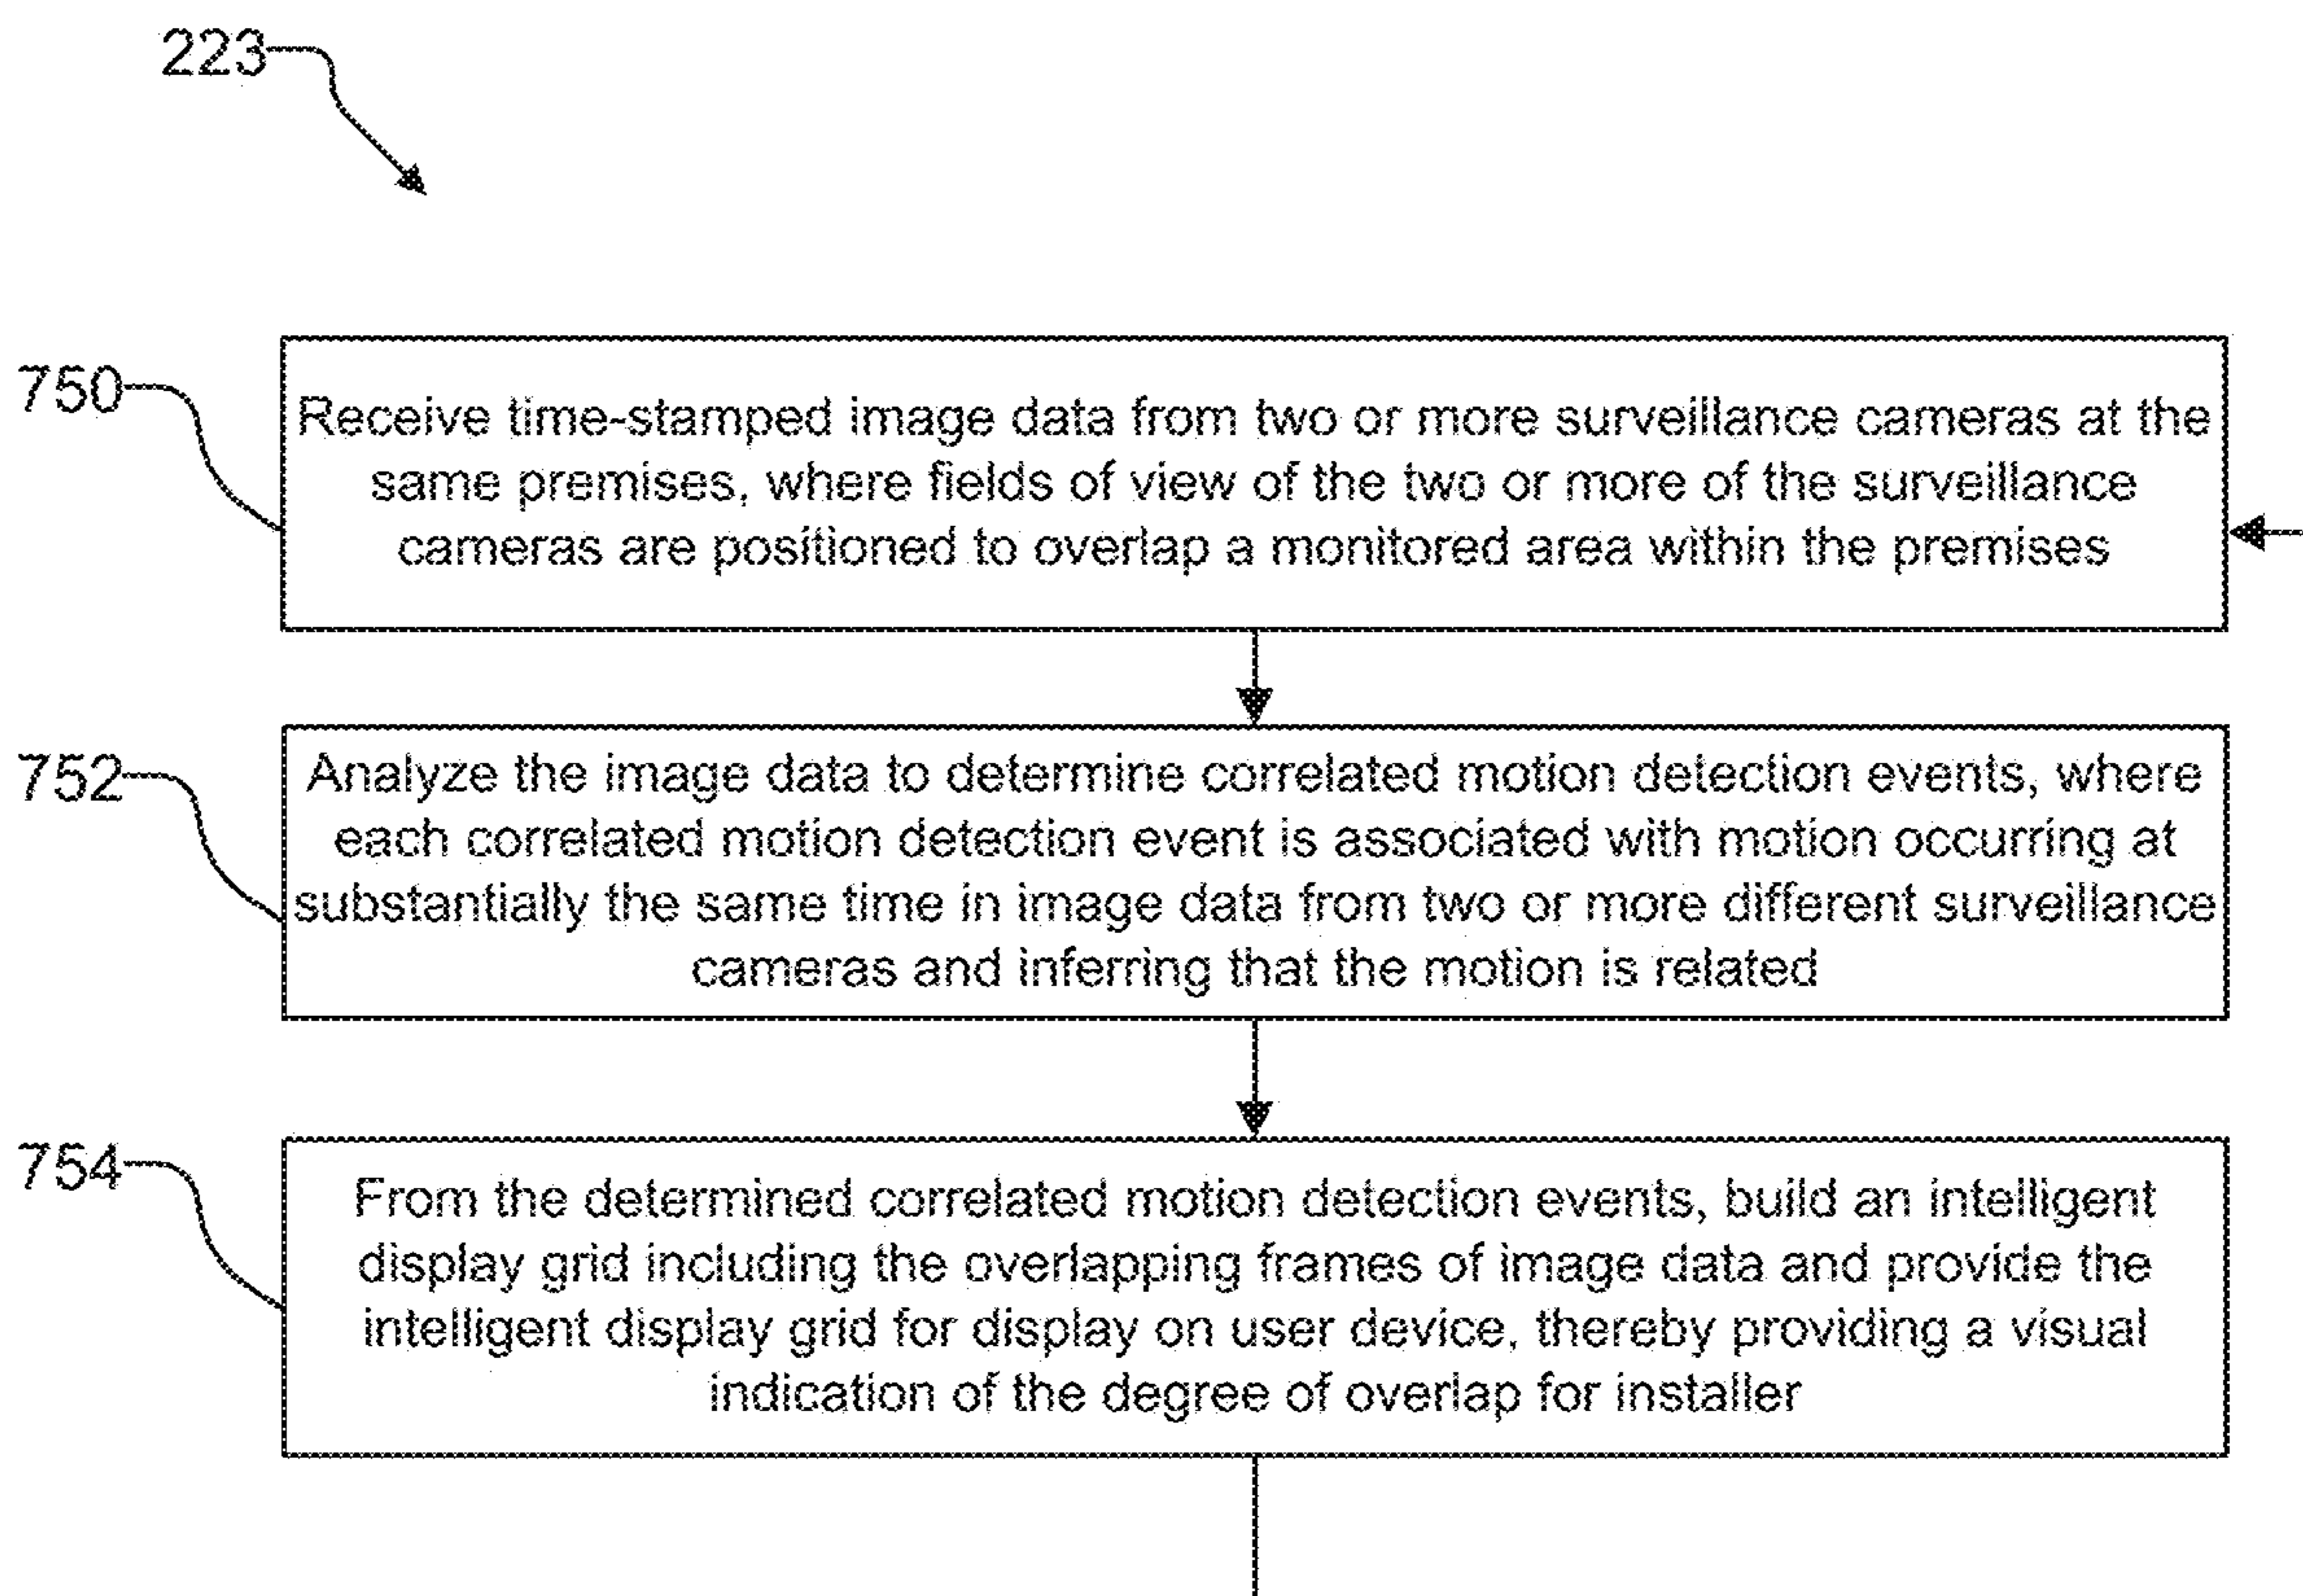 223
750
Receive time-stamped image data from two or more surveillance cameras at the
same premises, where fields of view of the two or more of the surveillance
cameras are positioned to overlap a monitored area within the premises
752
Analyze the image data to determine correlated motion detection events, where
each correlated motion detection event is associated with motion occurring at
substantially the same time in image data from two or more different surveillance
cameras and inferring that the motion is related
754
From the determined correlated motion detection events, build an intelligent
display grid including the overlapping frames of image data and provide the
intelligent display grid for display on user device, thereby providing a visual
indication of the degree of overlap for installer